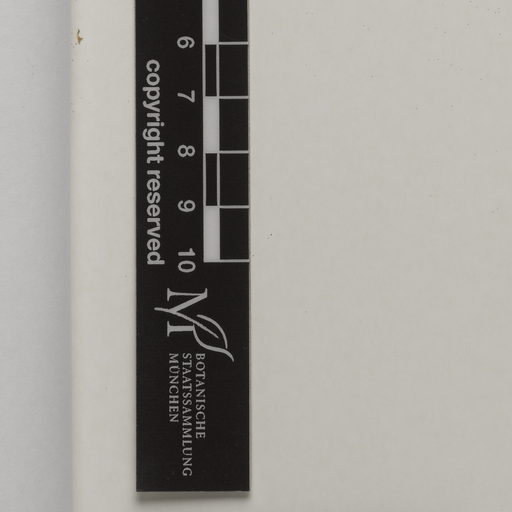 6
7
8
9
10
copyright reserved
M
BOTANISCHE
STAATSSAMMLUNG
MÜNCHEN